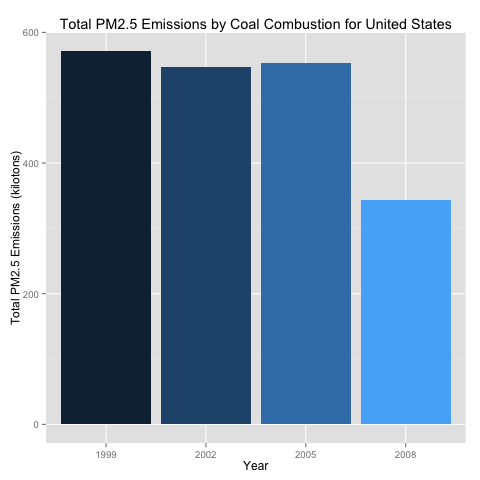 Total PM2.5 Emissions by Coal Combustion for United States
Total PM2.5 Emissions (kilotons)
600
400
200
0
1999 2002 2005 2008
Year